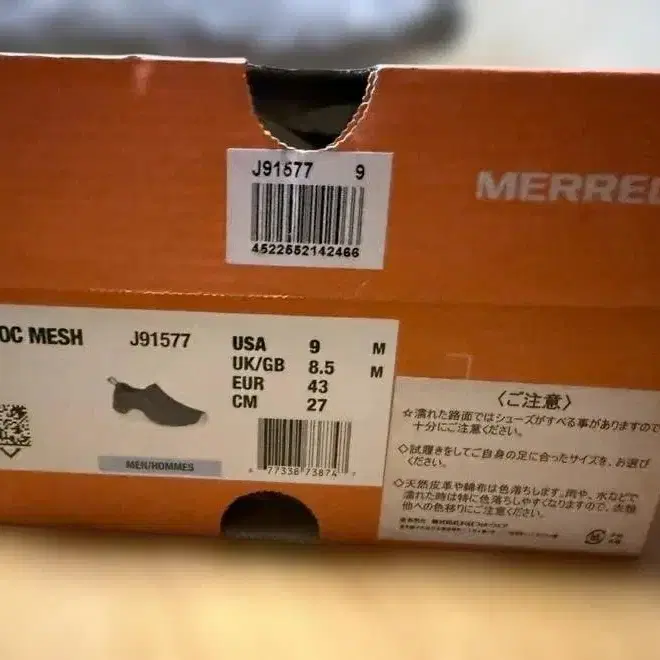 J91577 9
4522552142466
MERREL
OC MESH J91577
USA 9 M
UK/GB 8.5 M
EUR 43
CM 27
MEN/HOMMES
77338 73874
〈ご注意〉
☆濡れた路面ではシューズがすべる事がありますので
十分にご注意ください。
◇試履きをしてご自身の足に合ったサイズを、お選び
ください。
◇天然皮革や綿布は色落ちします。雨や、水などで
濡れた時は特に色落ちしやすくなりますので、衣類
他への色移りにご注意ください。